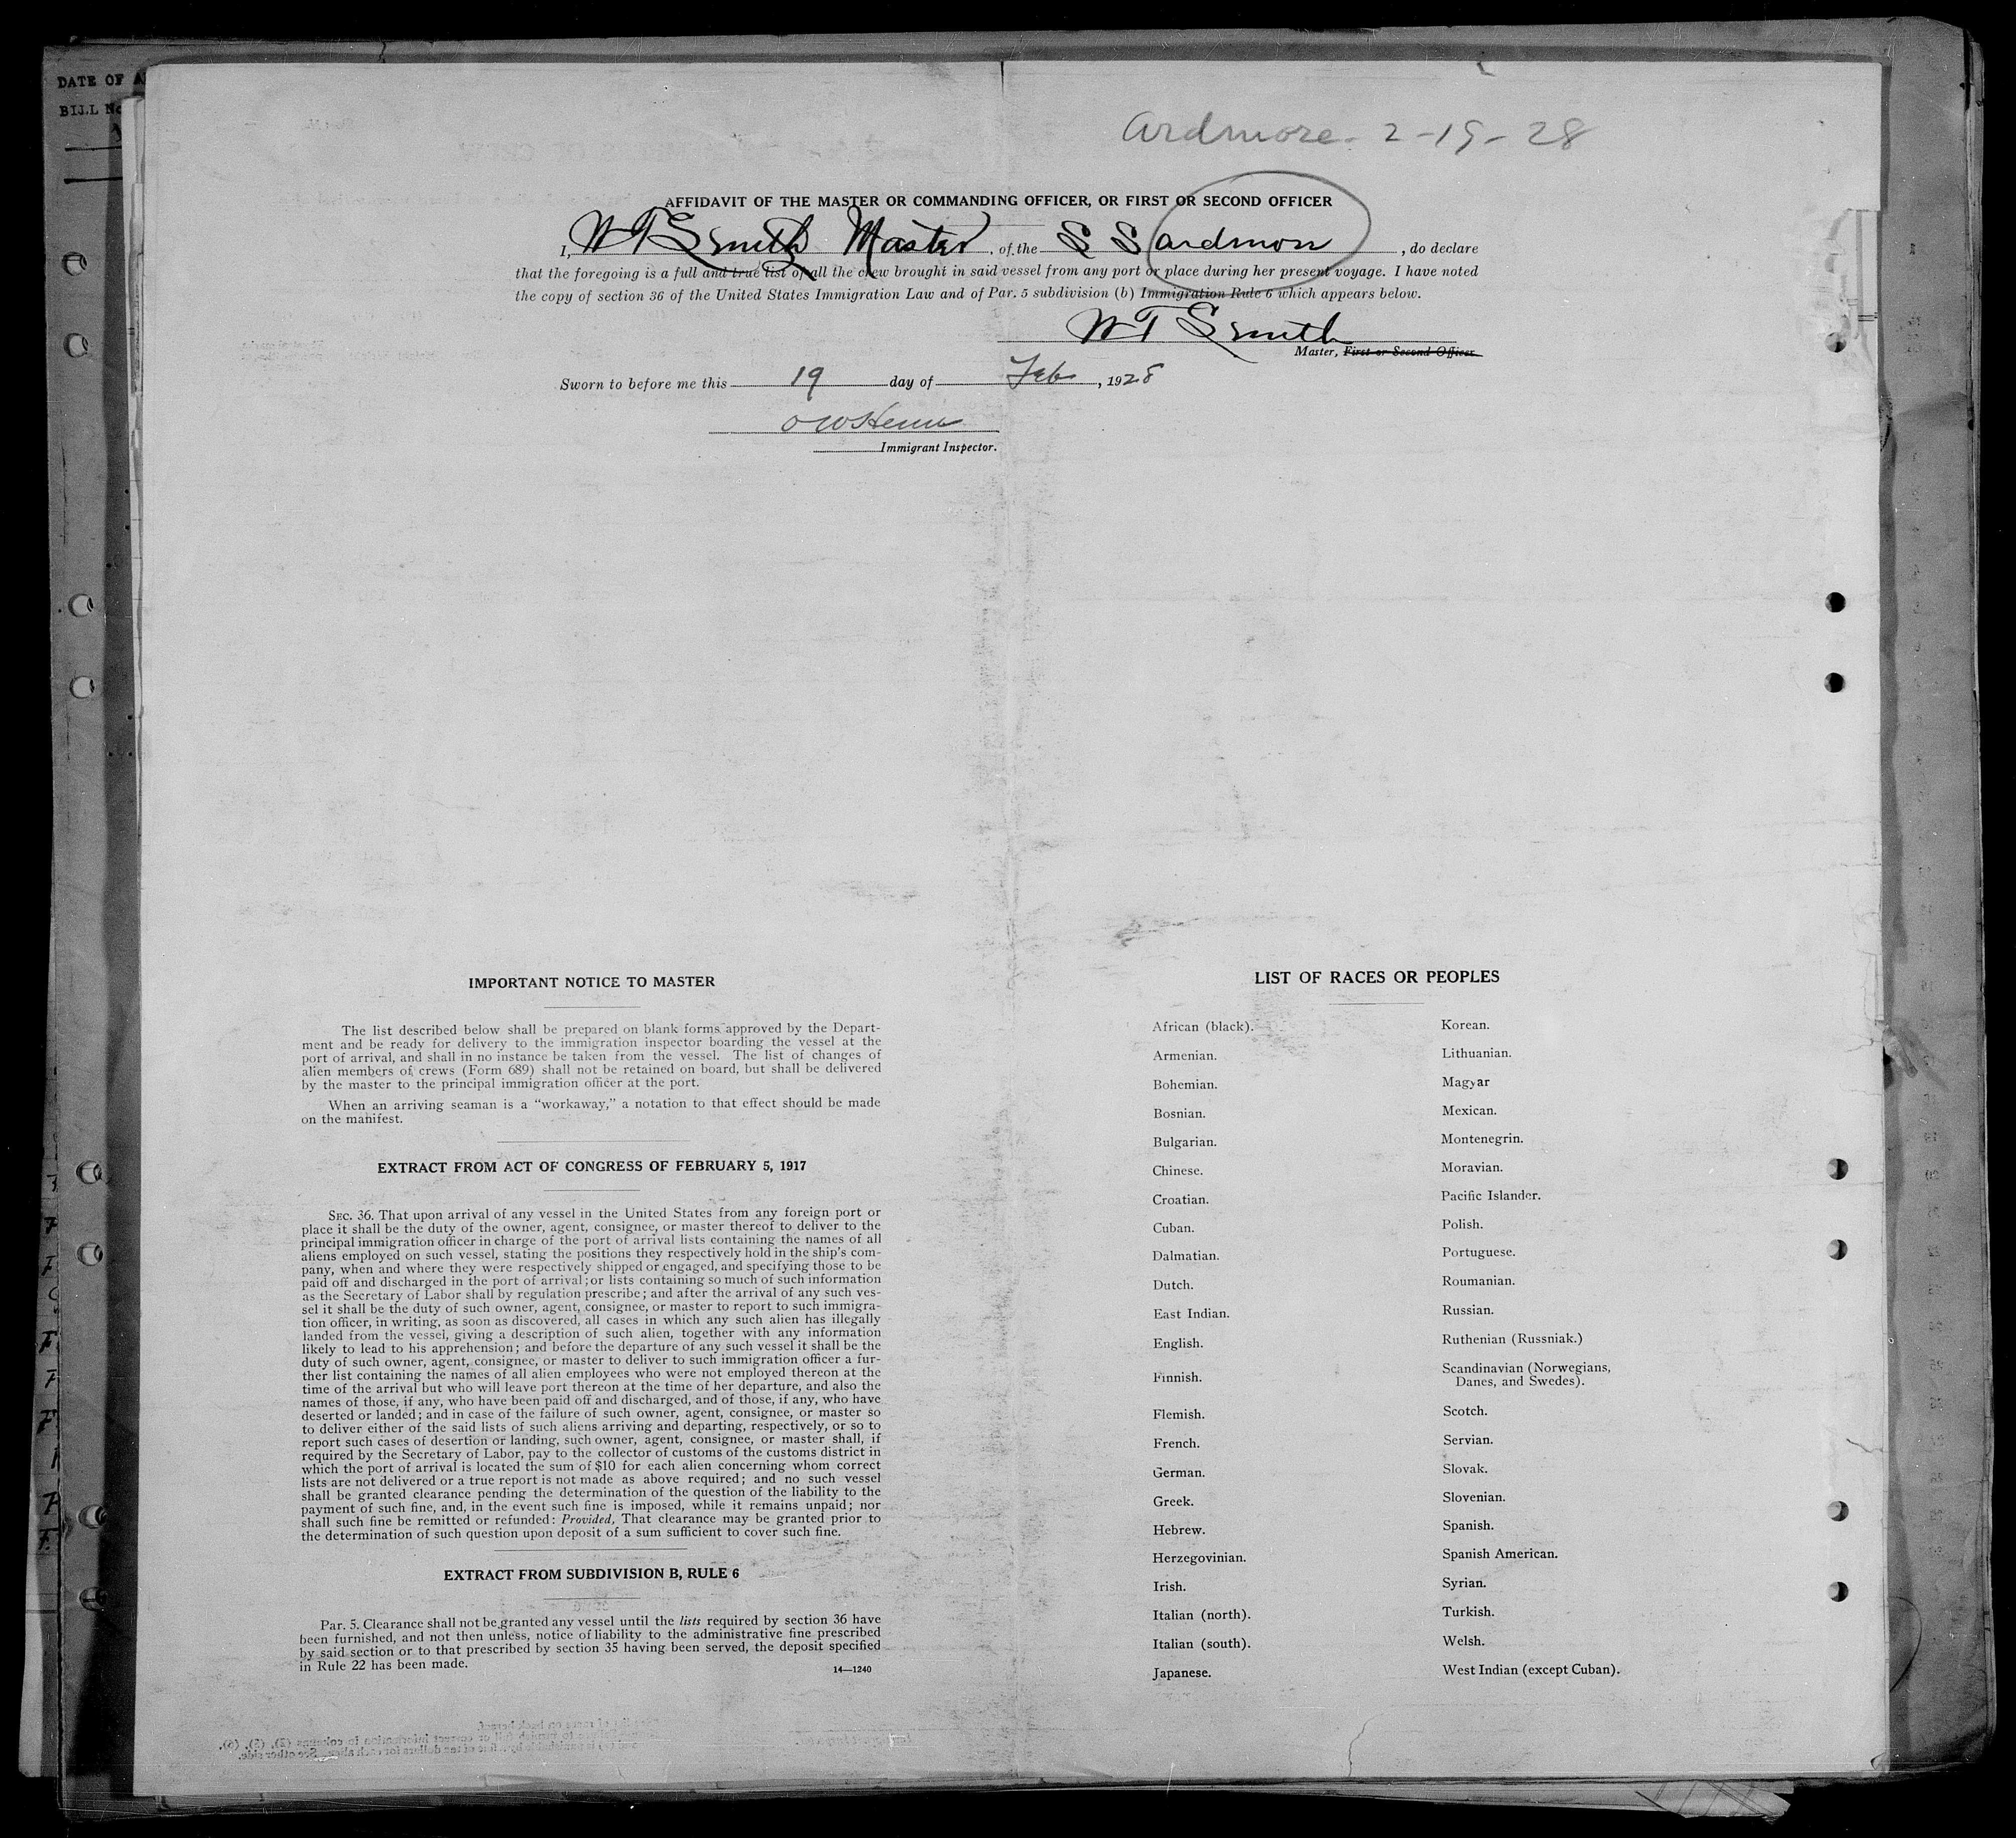 DATE OF
BILL No
Ardmore - 2-19-28
AFFIDAVIT OF THE MASTER OR COMMANDING OFFICER, OR FIRST OR SECOND OFFICER
I, W T Smith Master, of the S S Ardmore, do declare
that the foregoing is a full and true list of all the crew brought in said vessel from any port or place during her present voyage. I have noted
the copy of section 36 of the United States Immigration Law and of Par. 5 subdivision (b) Immigration Rule 6 which appears below.
W T Smith
Master, First or Second Officer.
Sworn to before me this 19 day of Feb, 1928
Immigrant Inspector.
IMPORTANT NOTICE TO MASTER
The list described below shall be prepared on blank forms approved by the Depart-
ment and be ready for delivery to the immigration inspector boarding the vessel at the
port of arrival, and shall in no instance be taken from the vessel. The list of changes of
alien members of crews (Form 689) shall not be retained on board, but shall be delivered
by the master to the principal immigration officer at the port.
When an arriving seaman is a “workaway,” a notation to that effect should be made
on the manifest.
EXTRACT FROM ACT OF CONGRESS OF FEBRUARY 5, 1917
SEC. 36. That upon arrival of any vessel in the United States from any foreign port or
place it shall be the duty of the owner, agent, consignee, or master thereof to deliver to the
principal immigration officer in charge of the port of arrival lists containing the names of all
aliens employed on such vessel, stating the positions they respectively hold in the ship's com-
pany, when and where they were respectively shipped or engaged, and specifying those to be
paid off and discharged in the port of arrival; or lists containing so much of such information
as the Secretary of Labor shall by regulation prescribe; and after the arrival of any such ves-
sel it shall be the duty of such owner, agent, consignee, or master to report to such immigra-
tion officer, in writing, as soon as discovered, all cases in which any such alien has illegally
landed from the vessel, giving a description of such alien, together with any information
likely to lead to his apprehension; and before the departure of any such vessel it shall be the
duty of such owner, agent, consignee, or master to deliver to such immigration officer a fur-
ther list containing the names of all alien employees who were not employed thereon at the
time of the arrival but who will leave port thereon at the time of her departure, and also the
names of those, if any, who have been paid off and discharged, and of those, if any, who have
deserted or landed; and in case of the failure of such owner, agent, consignee, or master so
to deliver either of the said lists of such aliens arriving and departing, respectively, or so to
report such cases of desertion or landing, such owner, agent, consignee, or master shall, if
required by the Secretary of Labor, pay to the collector of customs of the customs district in
which the port of arrival is located the sum of $10 for each alien concerning whom correct
lists are not delivered or a true report is not made as above required; and no such vessel
shall be granted clearance pending the determination of the question of the liability to the
payment of such fine, and, in the event such fine is imposed, while it remains unpaid; nor
shall such fine be remitted or refunded: Provided, That clearance may be granted prior to
the determination of such question upon deposit of a sum sufficient to cover such fine.
EXTRACT FROM SUBDIVISION B, RULE 6
Par. 5. Clearance shall not be granted any vessel until the lists required by section 36 have
been furnished, and not then unless, notice of liability to the administrative fine prescribed
by said section or to that prescribed by section 35 having been served, the deposit specified
in Rule 22 has been made.
14—1240
LIST OF RACES OR PEOPLES
African (black).
Armenian.
Bohemian.
Bosnian.
Bulgarian.
Chinese.
Croatian.
Cuban.
Dalmatian.
Dutch.
East Indian.
English.
Finnish.
Flemish.
French.
German.
Greek.
Hebrew.
Herzegovinian.
Irish.
Italian (north).
Italian (south).
Japanese.
Korean.
Lithuanian.
Magyar
Mexican.
Montenegrin.
Moravian.
Pacific Islander.
Polish.
Portuguese.
Roumanian.
Russian.
Ruthenian (Russniak.)
Scandinavian (Norwegians,
Danes, and Swedes).
Scotch.
Servian.
Slovak.
Slovenian.
Spanish.
Spanish American.
Syrian.
Turkish.
Welsh.
West Indian (except Cuban).